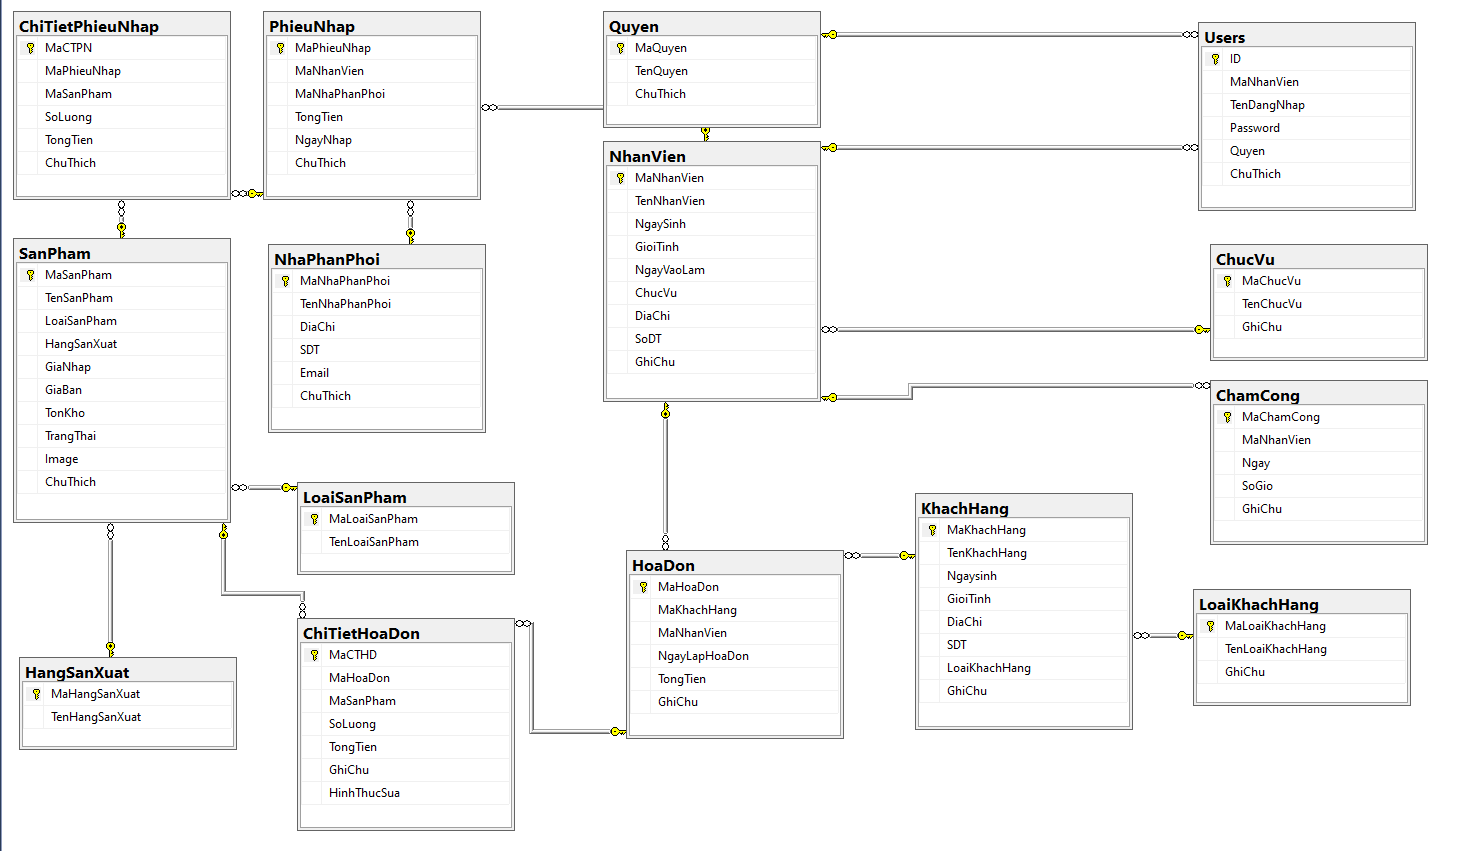 ChiTietPhieuNhap
MaCTPN
MaPhieuNhap
MaSanPham
SoLuong
TongTien
ChuThich
PhieuNhap
MaPhieuNhap
MaNhanVien
MaNhaPhanPhoi
TongTien
NgayNhap
ChuThich
Quyen
MaQuyen
TenQuyen
ChuThich
Users
ID
MaNhanVien
TenDangNhap
Password
Quyen
ChuThich
NhanVien
MaNhanVien
TenNhanVien
NgaySinh
GioiTinh
NgayVaoLam
ChucVu
DiaChi
SoDT
GhiChu
SanPham
MaSanPham
TenSanPham
LoaiSanPham
HangSanXuat
GiaNhap
GiaBan
TonKho
TrangThai
Image
ChuThich
NhaPhanPhoi
MaNhaPhanPhoi
TenNhaPhanPhoi
DiaChi
SDT
Email
ChuThich
ChucVu
MaChucVu
TenChucVu
GhiChu
ChamCong
MaChamCong
MaNhanVien
Ngay
SoGio
GhiChu
LoaiSanPham
MaLoaiSanPham
TenLoaiSanPham
KhachHang
MaKhachHang
TenKhachHang
Ngaysinh
GioiTinh
DiaChi
SDT
LoaiKhachHang
GhiChu
HoaDon
MaHoaDon
MaKhachHang
MaNhanVien
NgayLapHoaDon
TongTien
GhiChu
LoaiKhachHang
MaLoaiKhachHang
TenLoaiKhachHang
GhiChu
ChiTietHoaDon
MaCTHD
MaHoaDon
MaSanPham
SoLuong
TongTien
GhiChu
HinhThucSua
HangSanXuat
MaHangSanXuat
TenHangSanXuat